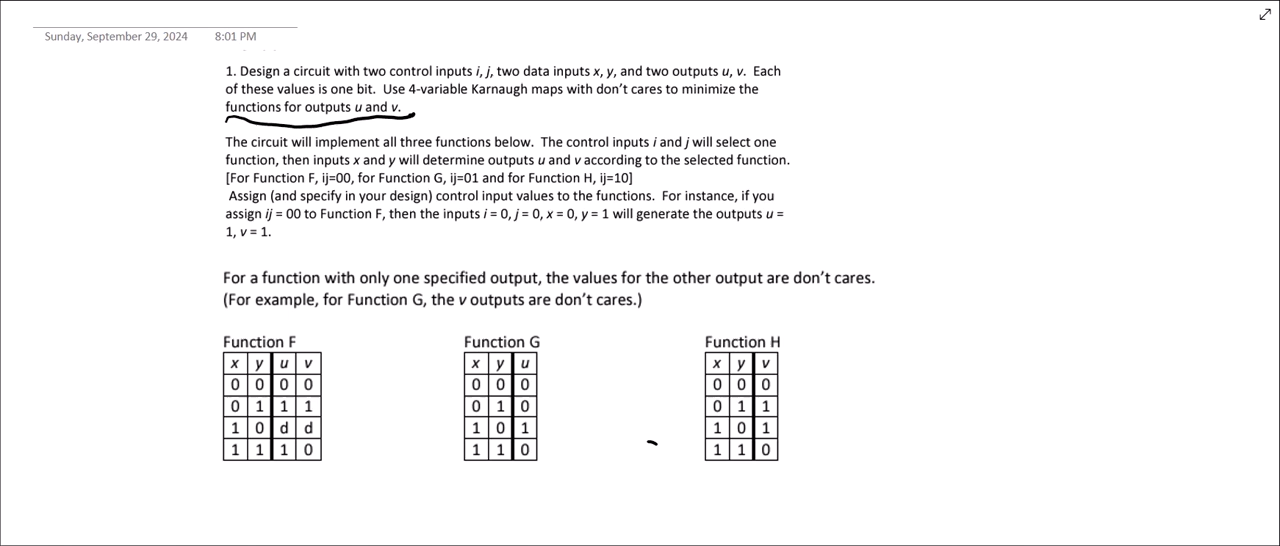 Sunday, September 29, 2024 8:01 PM
1. Design a circuit with two control inputs i, j, two data inputs x, y, and two outputs u, v. Each
of these values is one bit. Use 4-variable Karnaugh maps with don't cares to minimize the
functions for outputs u and v.
The circuit will implement all three functions below. The control inputs i and j will select one
function, then inputs x and y will determine outputs u and v according to the selected function.
[For Function F, ij=00, for Function G, ij=01 and for Function H, ij=10]
Assign (and specify in your design) control input values to the functions. For instance, if you
assign ij = 00 to Function F, then the inputs i = 0, j = 0, x = 0, y = 1 will generate the outputs u =
1, v = 1.
For a function with only one specified output, the values for the other output are don't cares.
(For example, for Function G, the v outputs are don't cares.)
Function F
x y u v
0 0 0 0
0 1 1 1
1 0 d d
1 1 1 0
Function G
x y u
0 0 0
0 1 0
1 0 1
1 1 0
Function H
x y v
0 0 0
0 1 1
1 0 1
1 1 0